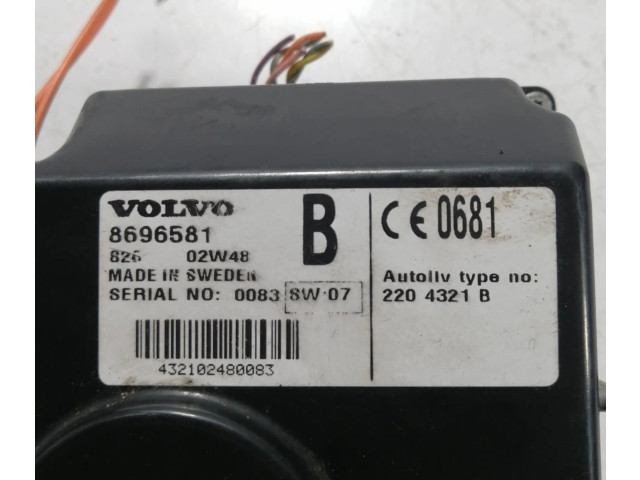 VOLVO
8696581
826 02W48
MADE IN SWEDEN
SERIAL NO: 0083 SW 07
432102480083
B
CE 0681
Autoliv type no:
220 4321 B